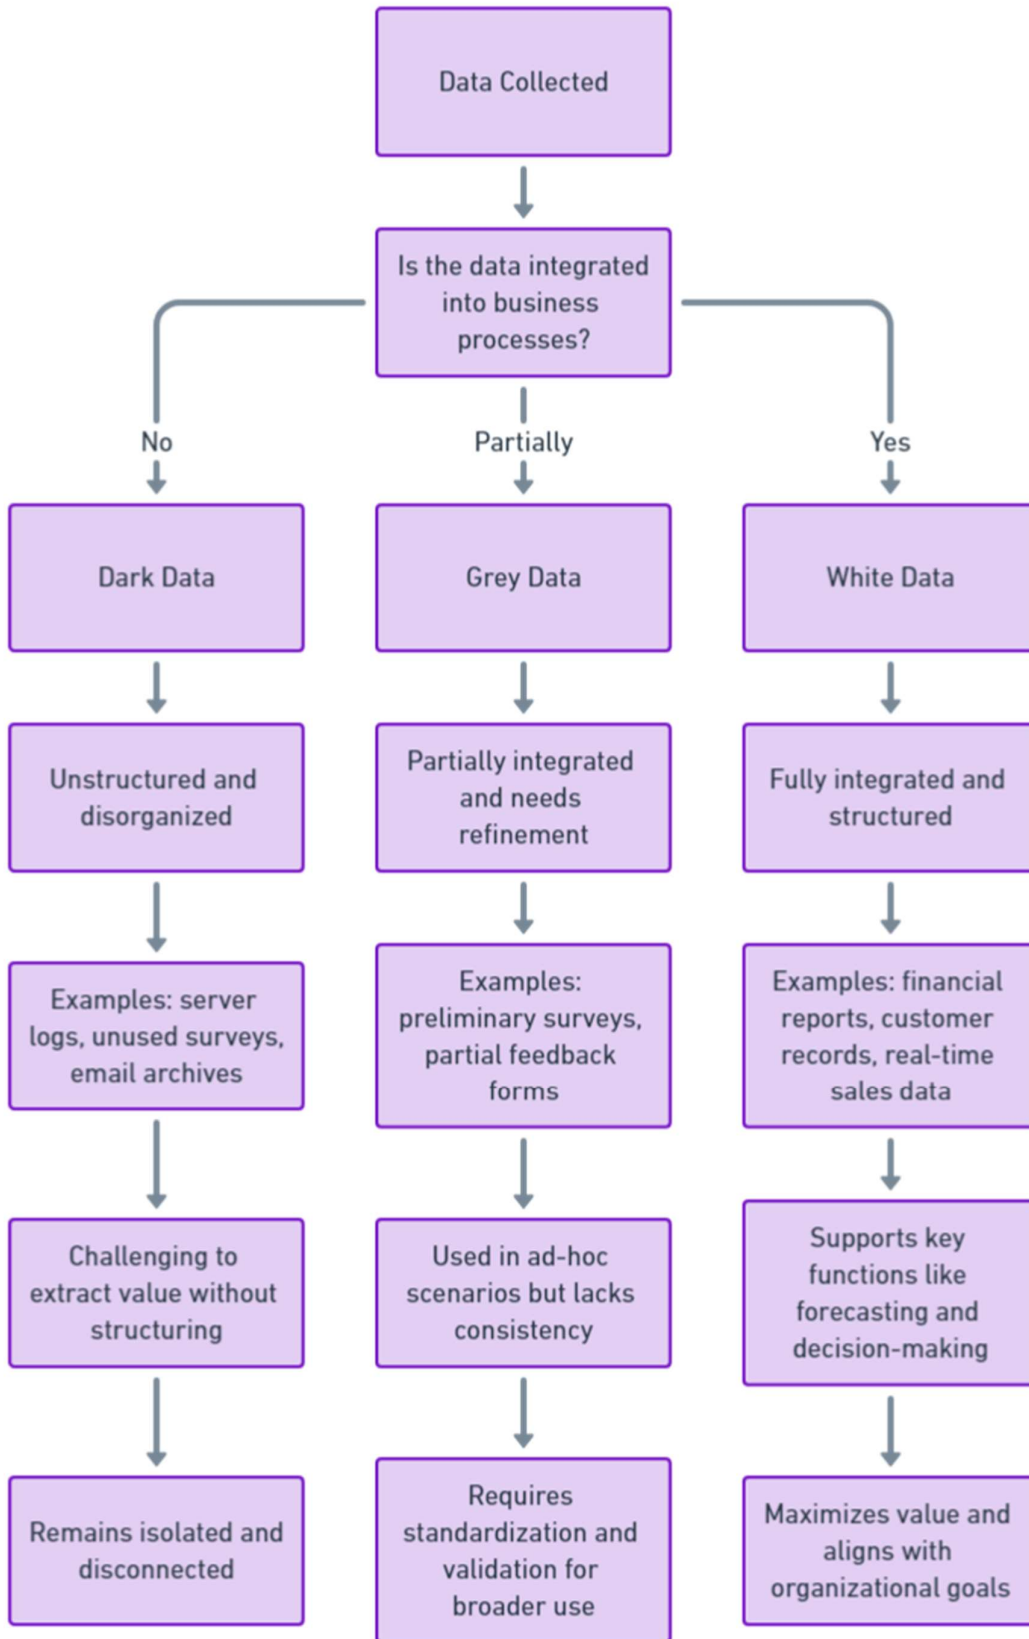 Data Collected
Is the data integrated
into business
processes?
No
Partially
Yes
Dark Data
Grey Data
White Data
Unstructured and
disorganized
Partially integrated
and needs
refinement
Fully integrated and
structured
Examples: server
logs, unused surveys,
email archives
Examples:
preliminary surveys,
partial feedback
forms
Examples: financial
reports, customer
records, real-time
sales data
Challenging to
extract value without
structuring
Used in ad-hoc
scenarios but lacks
consistency
Supports key
functions like
forecasting and
decision-making
Remains isolated and
disconnected
Requires
standardization and
validation for
broader use
Maximizes value and
aligns with
organizational goals